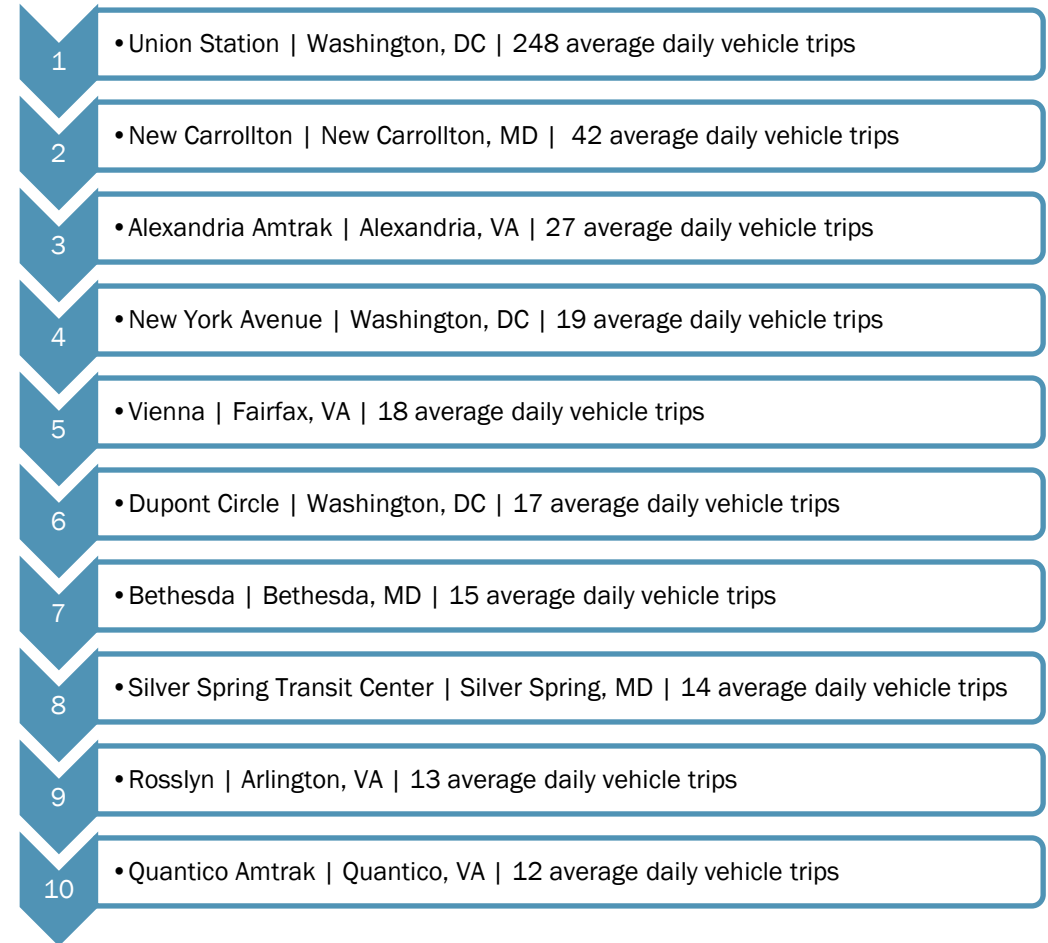 1
•Union Station | Washington, DC | 248 average daily vehicle trips
2
•New Carrollton | New Carrollton, MD | 42 average daily vehicle trips
3
•Alexandria Amtrak | Alexandria, VA | 27 average daily vehicle trips
4
•New York Avenue | Washington, DC | 19 average daily vehicle trips
5
•Vienna | Fairfax, VA | 18 average daily vehicle trips
6
•Dupont Circle | Washington, DC | 17 average daily vehicle trips
7
•Bethesda | Bethesda, MD | 15 average daily vehicle trips
8
•Silver Spring Transit Center | Silver Spring, MD | 14 average daily vehicle trips
9
•Rosslyn | Arlington, VA | 13 average daily vehicle trips
10
•Quantico Amtrak | Quantico, VA | 12 average daily vehicle trips